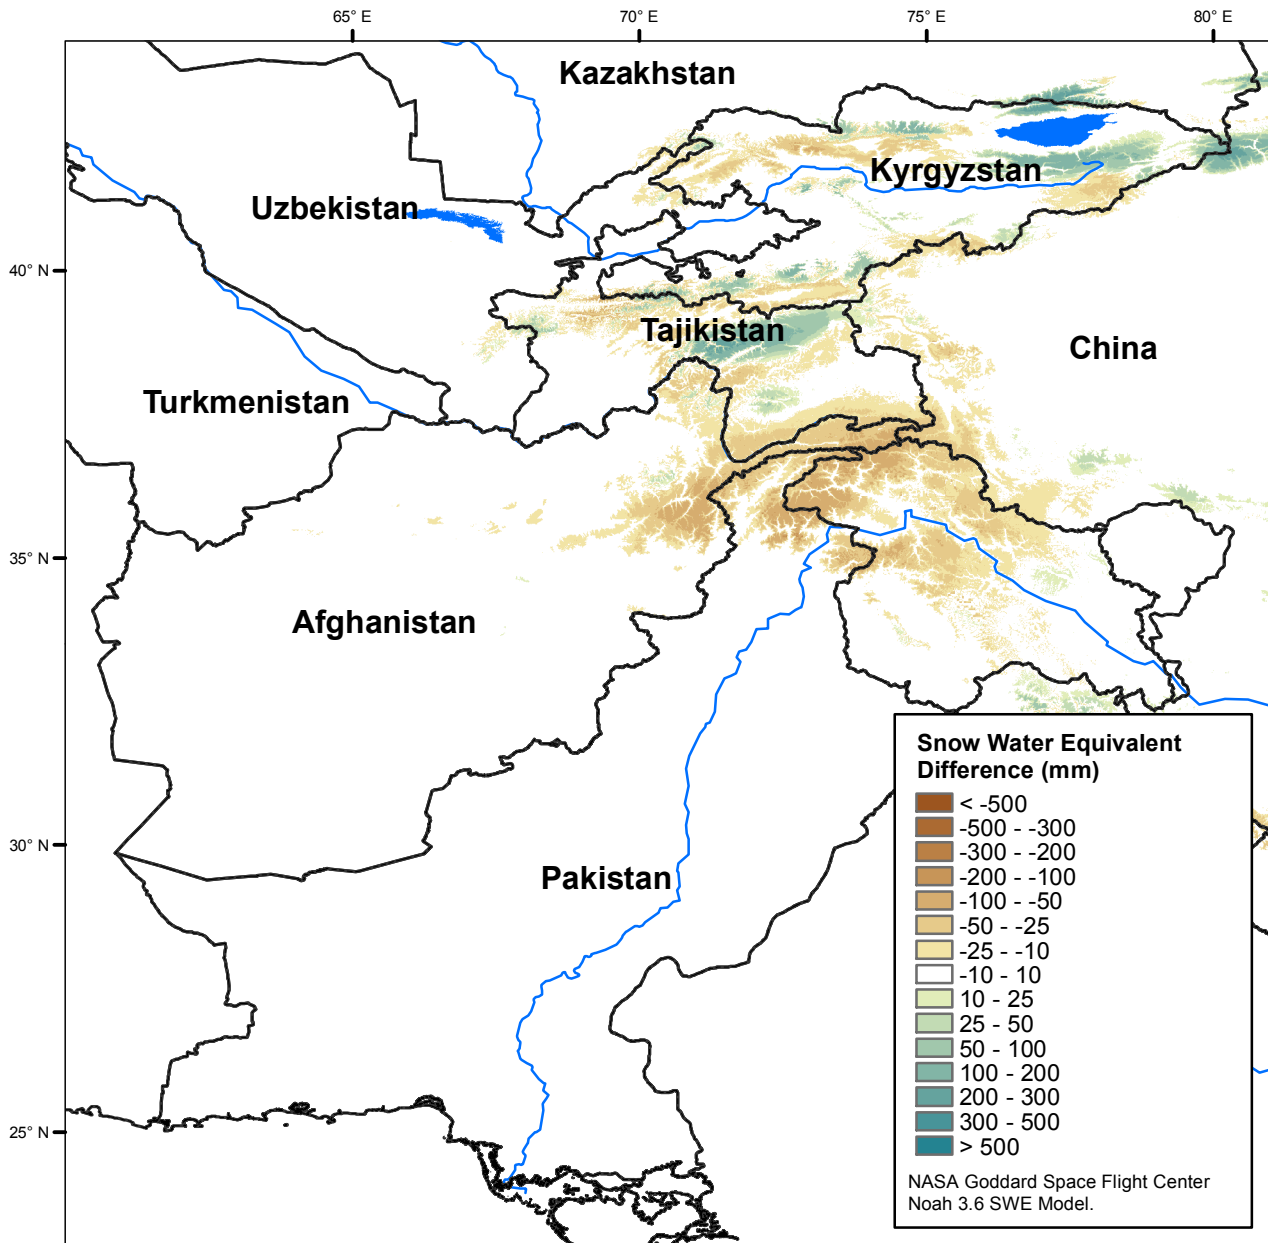 65° E
70° E
75° E
80° E
Kazakhstan
Kyrgyzstan
Uzbekistan
40° N
Tajikistan
China
Turkmenistan
35° N
Afghanistan
Snow Water Equivalent
Difference (mm)
< -500
-500 - -300
30° N
-300 - -200
-200 - -100
Pakistan
-100 - -50
-50 - -25
-25 - -10
-10 - 10
10 - 25
25 - 50
50 - 100
100 - 200
200 - 300
300 - 500
25° N
> 500
NASA Goddard Space Flight Center
Noah 3.6 SWE Model.